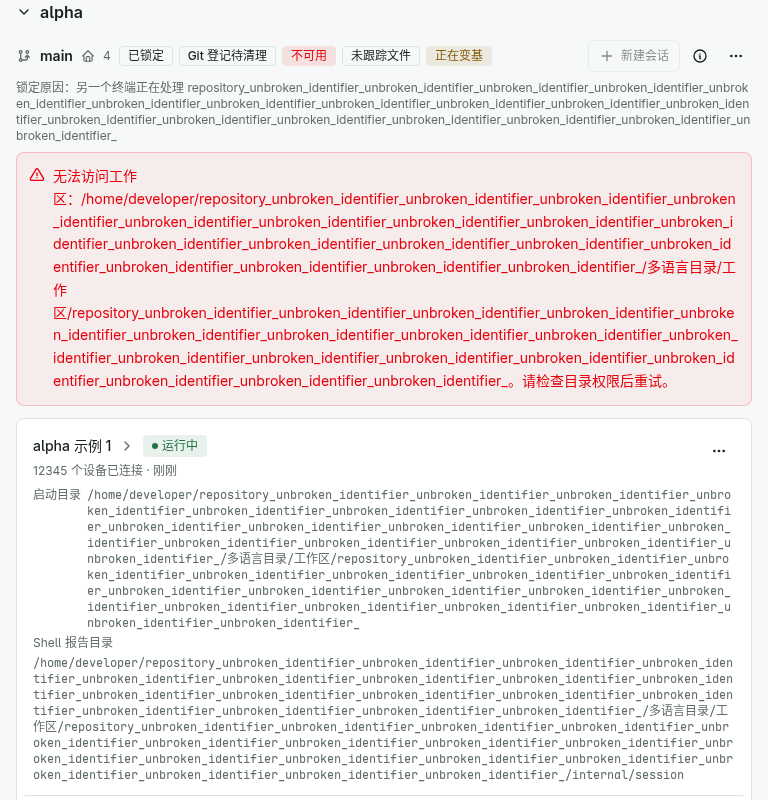 alpha
main 4 已锁定 Git 登记待清理 不可用 未跟踪文件 正在变基 新建会话
锁定原因：另一个终端正在处理 repository_unbroken_identifier_unbroken_identifier_unbroken_identifier_unbroken_identifier_unbrok
en_identifier_unbroken_identifier_unbroken_identifier_unbroken_identifier_unbroken_identifier_unbroken_identifier_unbroken_iden
tifier_unbroken_identifier_unbroken_identifier_unbroken_identifier_unbroken_identifier_unbroken_identifier_unbroken_identifier_un
broken_identifier_
无法访问工作
区：/home/developer/repository_unbroken_identifier_unbroken_identifier_unbroken_identifier_unbroken
_identifier_unbroken_identifier_unbroken_identifier_unbroken_identifier_unbroken_identifier_unbroken_i
dentifier_unbroken_identifier_unbroken_identifier_unbroken_identifier_unbroken_identifier_unbroken_id
entifier_unbroken_identifier_unbroken_identifier_unbroken_identifier_unbroken_identifier_/多语言目录/工
作
区/repository_unbroken_identifier_unbroken_identifier_unbroken_identifier_unbroken_identifier_unbroke
n_identifier_unbroken_identifier_unbroken_identifier_unbroken_identifier_unbroken_identifier_unbroken_
identifier_unbroken_identifier_unbroken_identifier_unbroken_identifier_unbroken_identifier_unbroken_id
entifier_unbroken_identifier_unbroken_identifier_unbroken_identifier_。请检查目录权限后重试。
alpha 示例 1 运行中
12345 个设备已连接 · 刚刚
启动目录 /home/developer/repository_unbroken_identifier_unbroken_identifier_unbroken_identifier_unbro
ken_identifier_unbroken_identifier_unbroken_identifier_unbroken_identifier_unbroken_identifi
er_unbroken_identifier_unbroken_identifier_unbroken_identifier_unbroken_identifier_unbroken_
identifier_unbroken_identifier_unbroken_identifier_unbroken_identifier_unbroken_identifier_u
nbroken_identifier_/多语言目录/工作区/repository_unbroken_identifier_unbroken_identifier_unbro
ken_identifier_unbroken_identifier_unbroken_identifier_unbroken_identifier_unbroken_identifi
er_unbroken_identifier_unbroken_identifier_unbroken_identifier_unbroken_identifier_unbroken_
identifier_unbroken_identifier_unbroken_identifier_unbroken_identifier_unbroken_identifier_u
nbroken_identifier_unbroken_identifier_
Shell 报告目录
/home/developer/repository_unbroken_identifier_unbroken_identifier_unbroken_identifier_unbroken_iden
tifier_unbroken_identifier_unbroken_identifier_unbroken_identifier_unbroken_identifier_unbroken_iden
tifier_unbroken_identifier_unbroken_identifier_unbroken_identifier_unbroken_identifier_unbroken_iden
tifier_unbroken_identifier_unbroken_identifier_unbroken_identifier_unbroken_identifier_/多语言目录/工
作区/repository_unbroken_identifier_unbroken_identifier_unbroken_identifier_unbroken_identifier_unbr
oken_identifier_unbroken_identifier_unbroken_identifier_unbroken_identifier_unbroken_identifier_unbr
oken_identifier_unbroken_identifier_unbroken_identifier_unbroken_identifier_unbroken_identifier_unbr
oken_identifier_unbroken_identifier_unbroken_identifier_unbroken_identifier_/internal/session